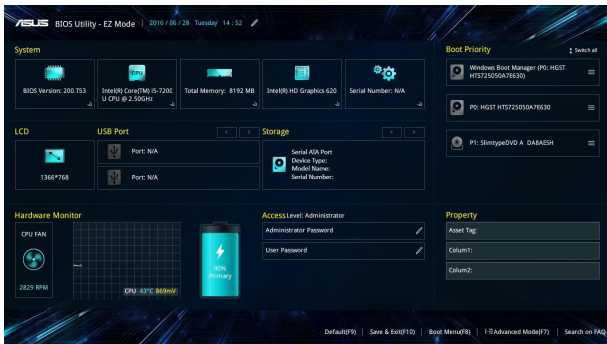 ASUS BIOS Utility - EZ Mode 2016 / 06 / 28 Tuesday 14 : 52
System
BIOS Version: 200.T53
CPU
Intel(R) Core(TM) i5-7200
U CPU @ 2.50GHz
Total Memory: 8192 MB
Intel(R) HD Graphics 620
Serial Number: N/A
Boot Priority
Switch all
Windows Boot Manager (P0: HGST
HTS725050A7E630)
P0: HGST HTS725050A7E630
P1: SlimtypeDVD A DA8AESH
LCD
1366*768
USB Port
Port: N/A
Port: N/A
Storage
Serial ATA Port
Device Type:
Model Name:
Serial Number:
Hardware Monitor
CPU FAN
2829 RPM
CPU 43°C 869mV
90%
Primary
Access Level: Administrator
Administrator Password
User Password
Property
Asset Tag:
Colum1:
Colum2:
Default(F9) Save & Exit(F10) Boot Menu(F8) Advanced Mode(F7) Search on FAQ